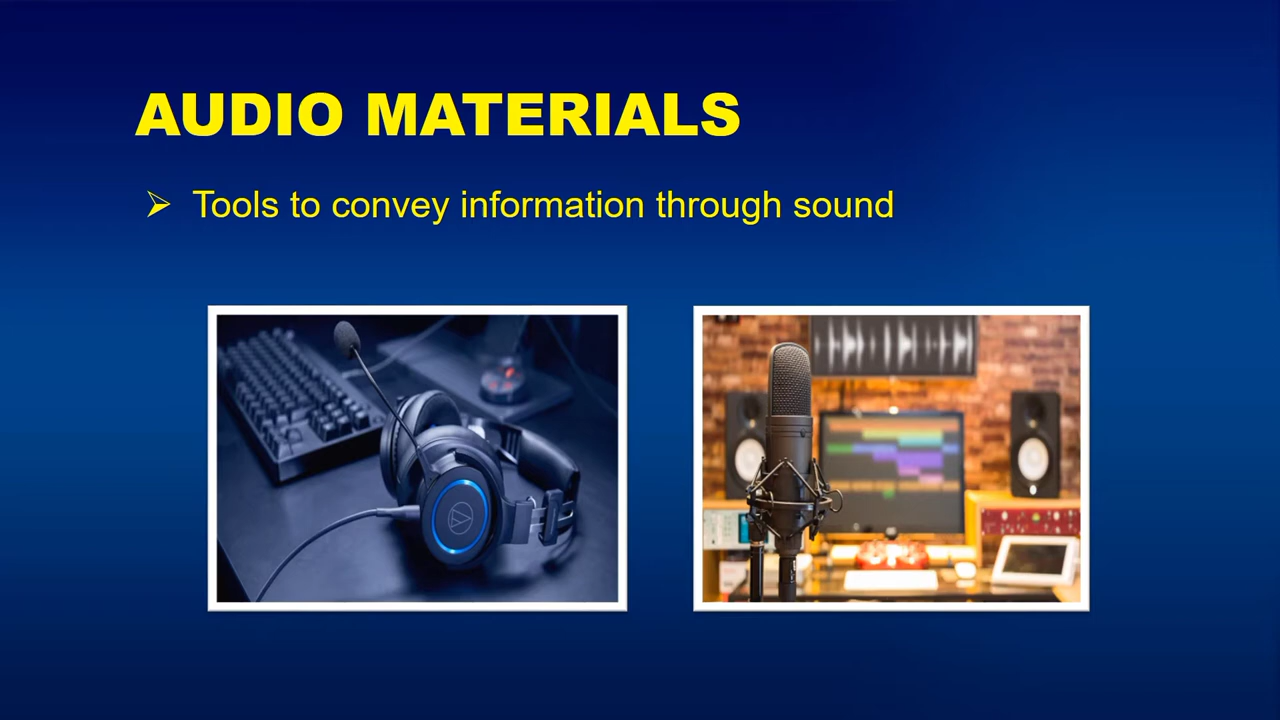 AUDIO MATERIALS
➢ Tools to convey information through sound